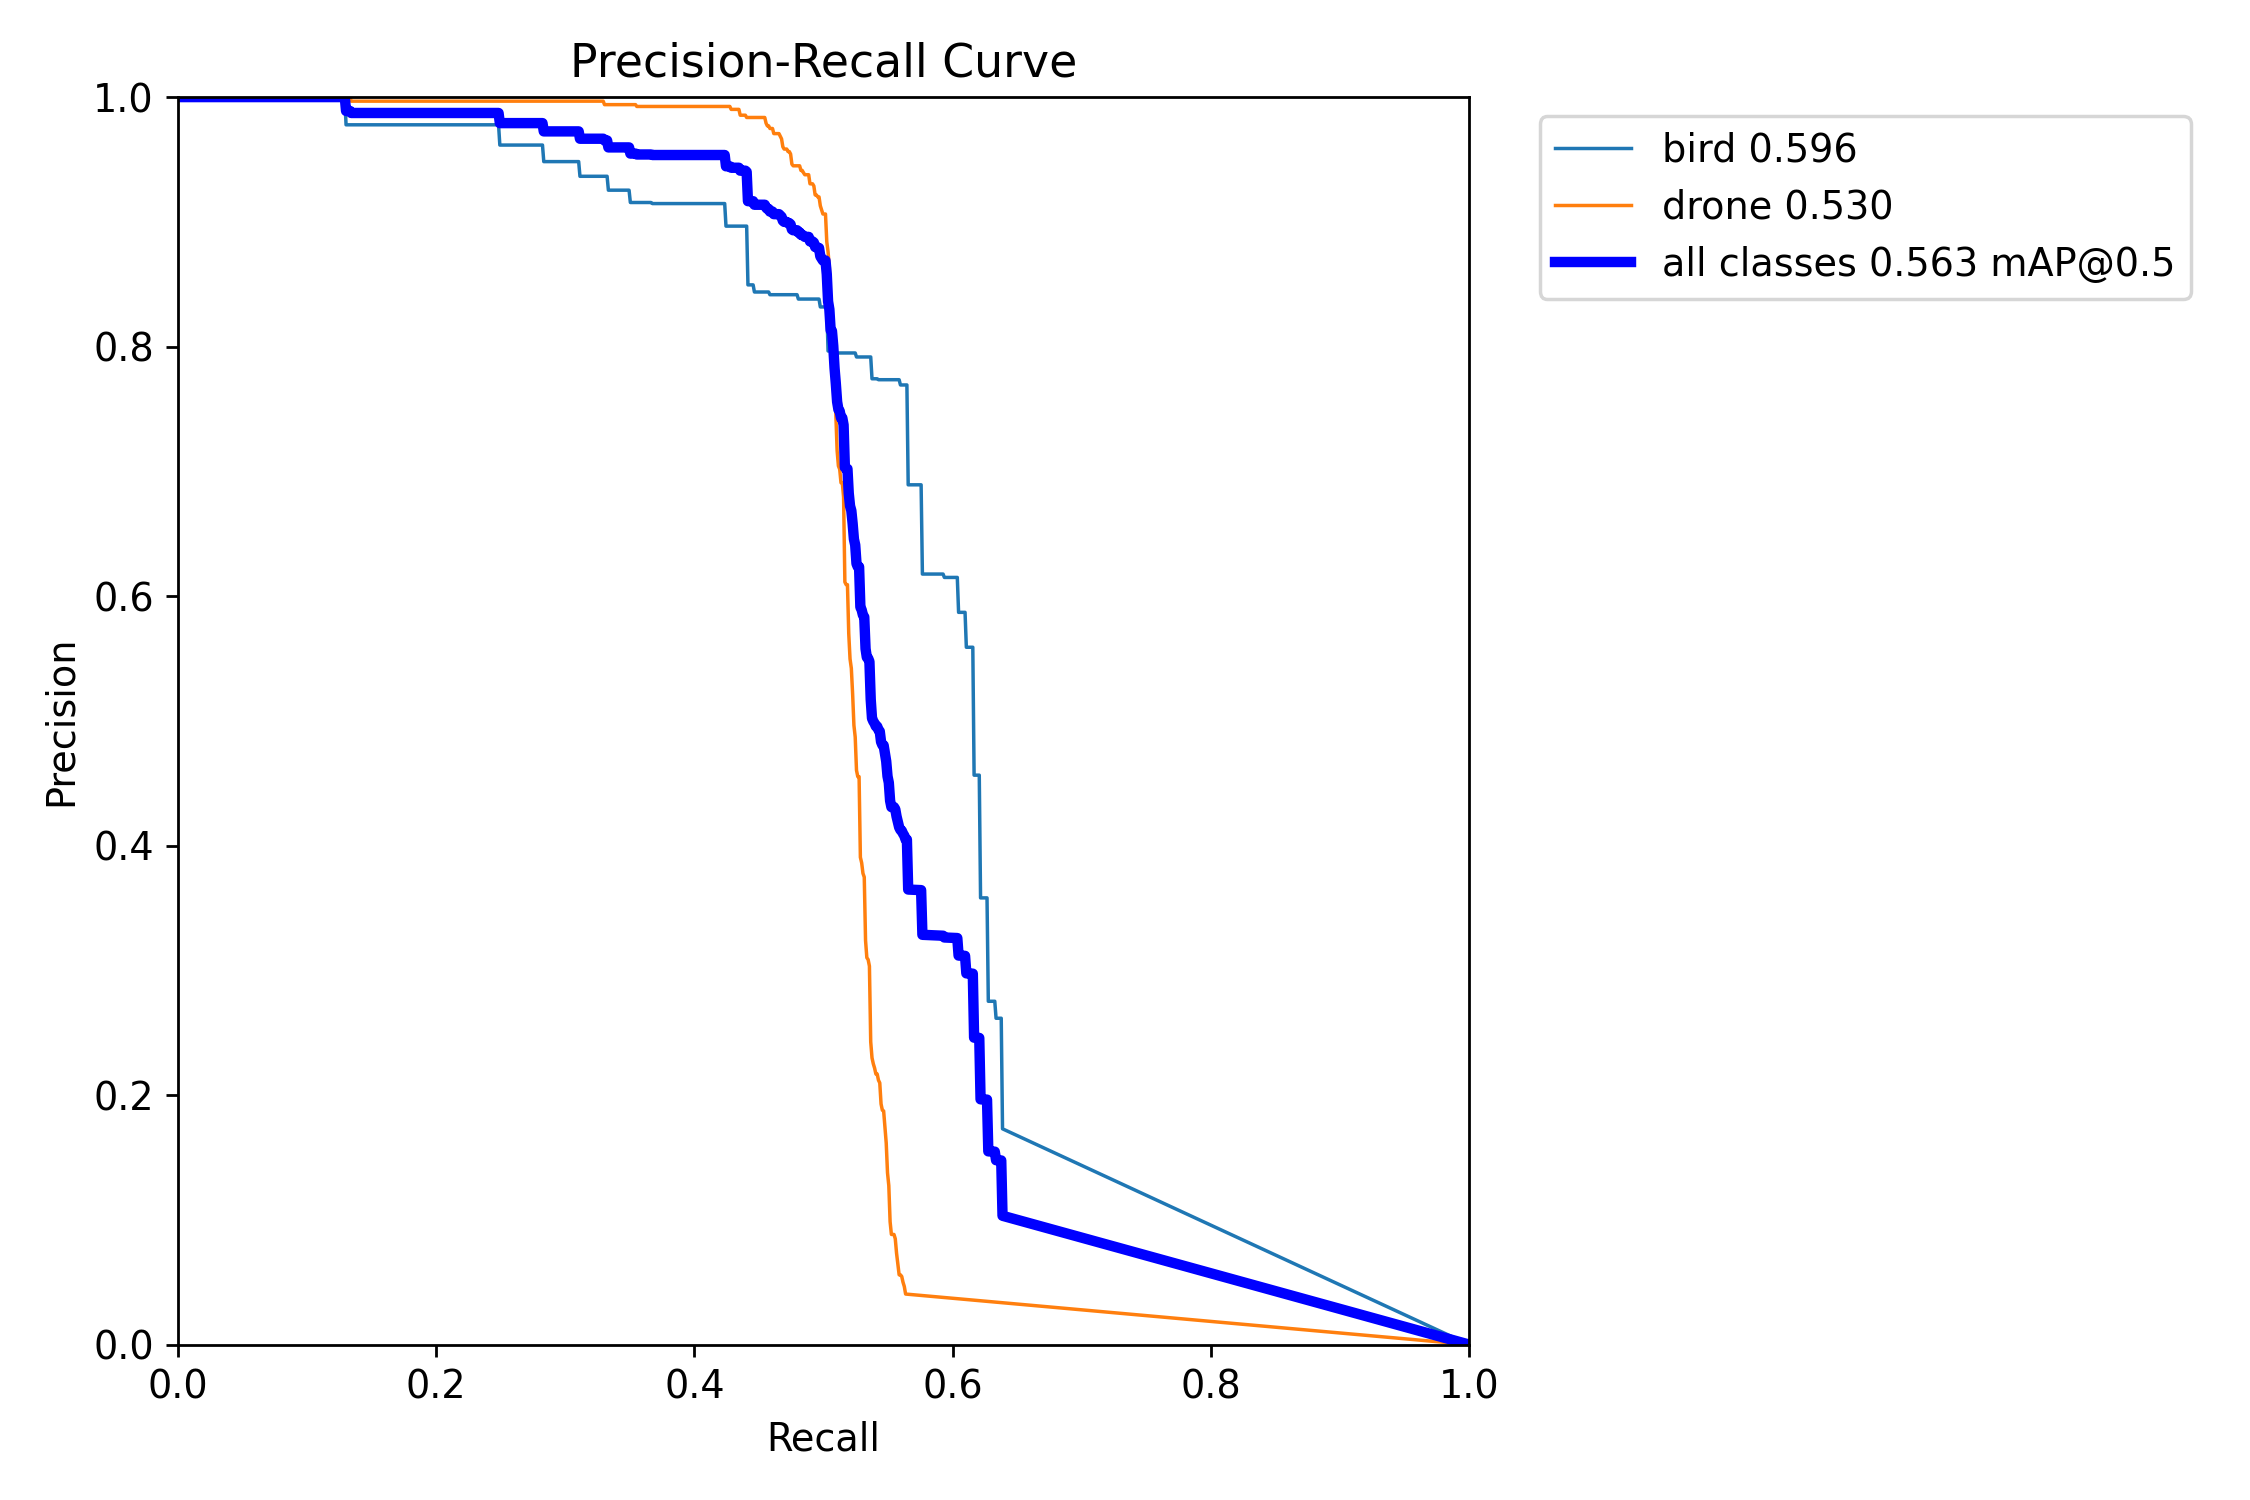 Precision-Recall Curve
1.0
0.8
0.6
0.4
0.2
0.0
Precision
0.0 0.2 0.4 0.6 0.8 1.0
Recall
bird 0.596
drone 0.530
all classes 0.563 mAP@0.5